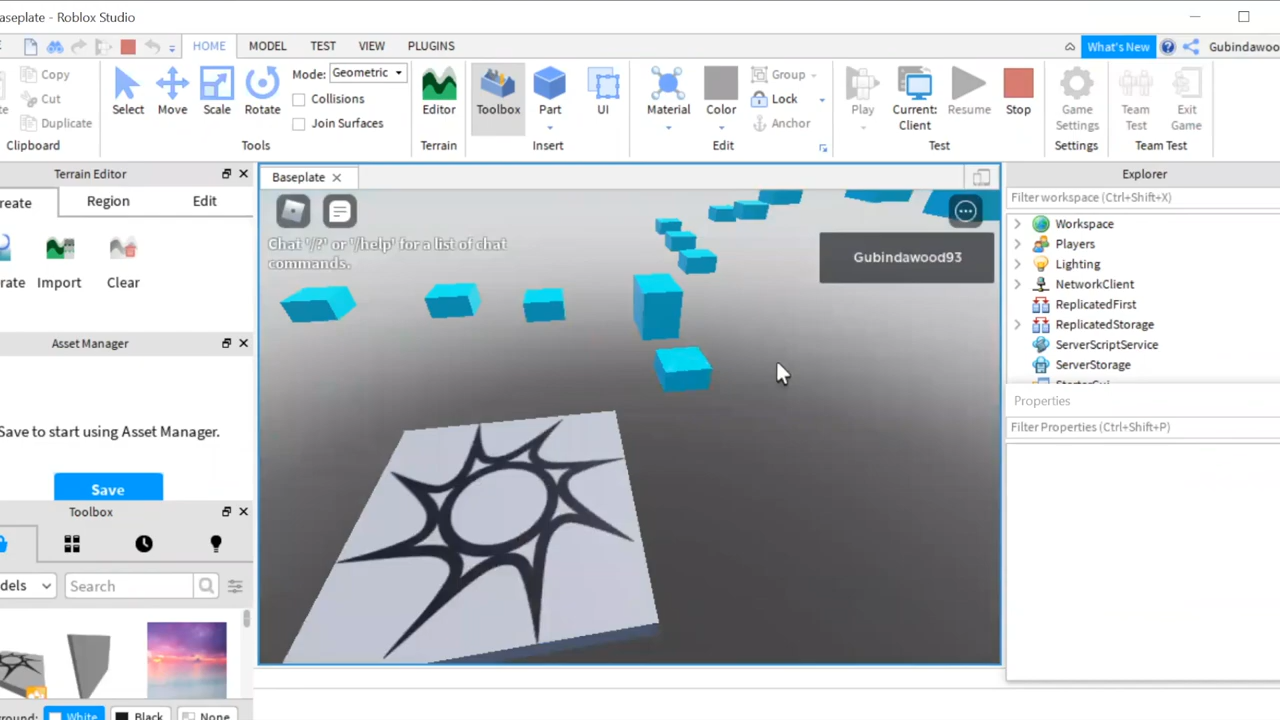 aseplate - Roblox Studio
HOME MODEL TEST VIEW PLUGINS What's New Gubindawoo
Copy
Cut
Duplicate
Clipboard
Select Move Scale Rotate
Mode: Geometric
Collisions
Join Surfaces
Tools
Editor
Terrain
Toolbox Part UI
Insert
Material Color
Group
Lock
Anchor
Edit
Play Current: Client Resume Stop
Test
Game Settings
Settings
Team Test Exit Game
Team Test
Terrain Editor
reate Region Edit
rate Import Clear
Asset Manager
Save to start using Asset Manager.
Save
Toolbox
dels Search
round: White Black None
Baseplate
Chat '/?' or '/help' for a list of chat
commands.
Gubindawood93
Explorer
Filter workspace (Ctrl+Shift+X)
Workspace
Players
Lighting
NetworkClient
ReplicatedFirst
ReplicatedStorage
ServerScriptService
ServerStorage
StarterGui
Properties
Filter Properties (Ctrl+Shift+P)